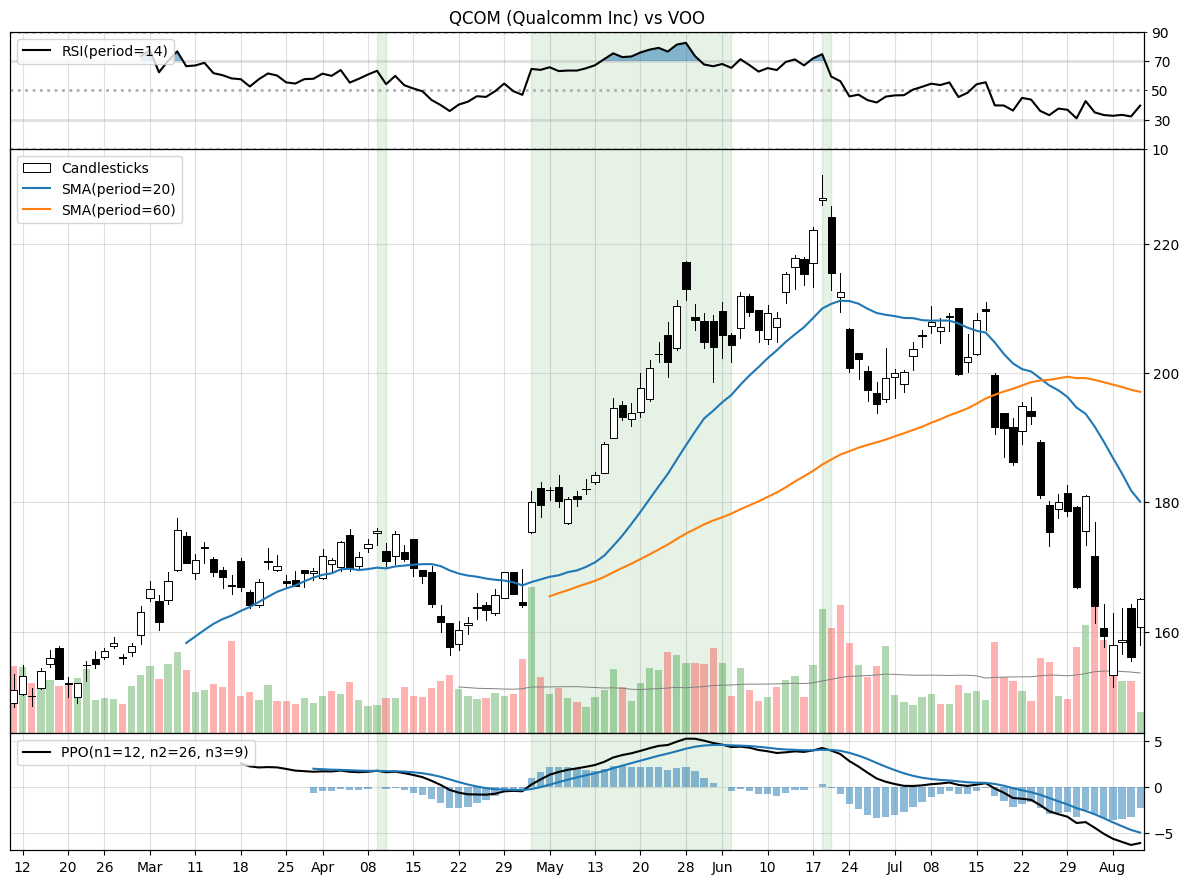 QCOM (Qualcomm Inc) vs VOO
RSI(period=14)
90
70
50
30
10
Candlesticks
SMA(period=20)
SMA(period=60)
220
200
180
160
PPO(n1=12, n2=26, n3=9)
5
0
−5
12 20 26 Mar 11 18 25 Apr 08 15 22 29 May 13 20 28 Jun 10 17 24 Jul 08 15 22 29 Aug